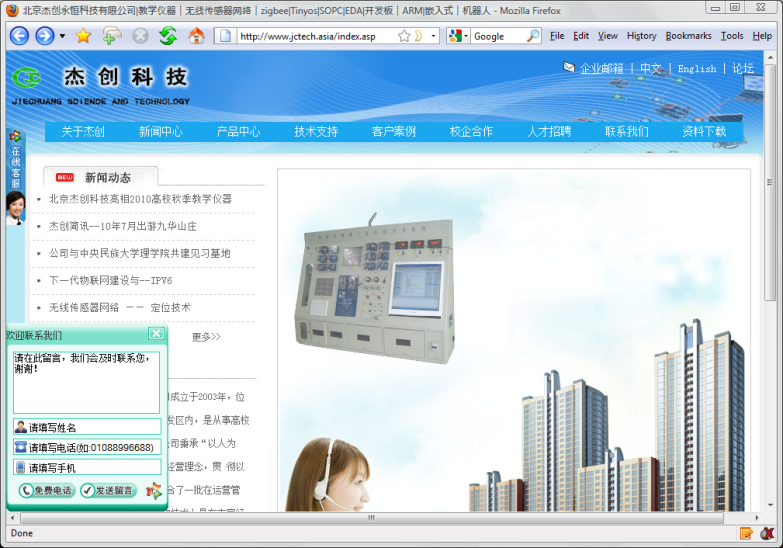 北京杰创永恒科技有限公司|教学仪器｜无线传感器网络｜zigbee|Tinyos|SOPC|EDA|开发板｜ARM|嵌入式｜机器人 - Mozilla Firefox
http://www.jctech.asia/index.asp
Google
File Edit View History Bookmarks Tools Help
杰创科技
JIECHUANG SCIENCE AND TECHNOLOGY
企业邮箱 | 中文 | English | 论坛
关于杰创 新闻中心 产品中心 技术支持 客户案例 校企合作 人才招聘 联系我们 资料下载
在线客服
NEW 新闻动态
北京杰创科技亮相2010高校秋季教学仪器
杰创简讯--10年7月出游九华山庄
公司与中央民族大学理学院共建见习基地
下一代物联网建设与--IPV6
无线传感器网络 －－ 定位技术
更多>>
欢迎联系我们
请在此留言，我们会及时联系您，
谢谢！
请填写姓名
请填写电话(如:01088996688)
请填写手机
免费电话 发送留言
成立于2003年，位
发区内，是从事高校
公司秉承“以人为
经营理念，贯 彻以
合了一批在运营管
Done